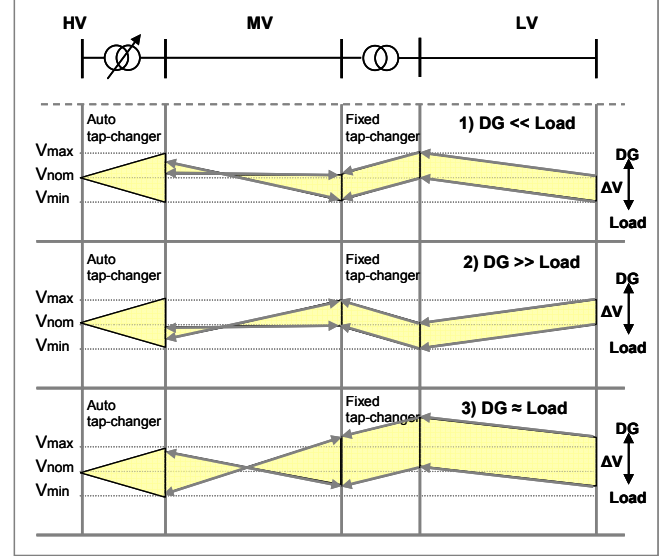 HV MV LV
Auto
tap-changer
Fixed
tap-changer
1) DG << Load
Vmax
Vnom
Vmin
DG
ΔV
Load
Auto
tap-changer
Fixed
tap-changer
2) DG >> Load
Vmax
Vnom
Vmin
DG
ΔV
Load
Auto
tap-changer
Fixed
tap-changer
3) DG ≈ Load
Vmax
Vnom
Vmin
DG
ΔV
Load